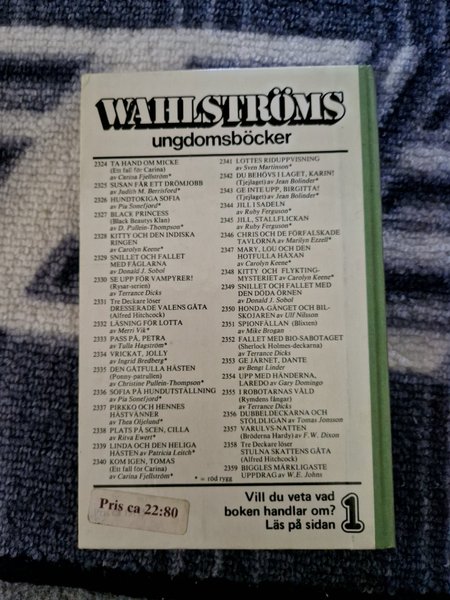 WAHLSTRÖMS
ungdomsböcker
2324 TA HAND OM MICKE
(Ett fall för Carina)
av Carina Fjellström*
2325 SUSAN FÅR ETT DRÖMJOBB
av Judith M. Berrisford*
2326 HUNDTOKIGA SOFIA
av Pia Sonefjord*
2327 BLACK PRINCESS
(Black Beautys Klan)
av D. Pullein-Thompson*
2328 KITTY OCH DEN INDISKA
RINGEN
av Carolyn Keene*
2329 SNILLET OCH FALLET
MED FÅGLARNA
av Donald J. Sobol
2330 SE UPP FÖR VAMPYRER!
(Rysar-serien)
av Terrance Dicks
2331 Tre Deckare löser
DRESSERADE VALENS GÅTA
(Alfred Hitchcock)
2332 LÄSNING FÖR LOTTA
av Merri Vik*
2333 PASS PÅ, PETRA
av Tulla Hagström*
2334 VRICKAT, JOLLY
av Ingrid Bredberg*
2335 DEN GÅTFULLA HÄSTEN
(Ponny-patrullen)
av Christine Pullein-Thompson*
2336 SOFIA PÅ HUNDUTSTÄLLNING
av Pia Sonefjord*
2337 PIRKKO OCH HENNES
HÄSTVÄNNER
av Thea Oljelund*
2338 PLATS PÅ SCEN, CILLA
av Ritva Ewert*
2339 LINDA OCH DEN HELIGA
HÄSTEN av Patricia Leitch*
2340 KOM IGEN, TOMAS
(Ett fall för Carina)
av Carina Fjellström*
2341 LOTTES RIDUPPVISNING
av Sven Martinson*
2342 DU BEHÖVS I LAGET, KARIN!
(Tjejlaget) av Jean Bolinder*
2343 GE INTE UPP, BIRGITTA!
(Tjejlaget) av Jean Bolinder*
2344 JILL I SADELN
av Ruby Ferguson*
2345 JILL, STALLFLICKAN
av Ruby Ferguson*
2346 CHRIS OCH DE FÖRFALSKADE
TAVLORNA av Marilyn Ezzell*
2347 MARY, LOU OCH DEN
HOTFULLA HÄXAN
av Carolyn Keene*
2348 KITTY OCH FLYKTING-
MYSTERIET av Carolyn Keene*
2349 SNILLET OCH FALLET MED
DEN DÖDA ÖRNEN
av Donald J. Sobol
2350 HONDA-GÄNGET OCH BIL-
SKOJAREN av Ulf Nilsson
2351 SPIONFÄLLAN (Blixten)
av Mike Brogan
2352 FALLET MED BIO-SABOTAGET
(Sherlock Holmes-deckarna)
av Terrance Dicks
2353 GE JÄRNET, DANTE
av Bengt Linder
2354 UPP MED HÄNDERNA,
LAREDO av Gary Domingo
2355 I ROBOTARNAS VÅLD
(Rymdens fångar)
av Terrance Dicks
2356 DUBBELDECKARNA OCH
STÖLDLIGAN av Tomas Jonsson
2357 VARULVS-NATTEN
(Bröderna Hardy) av F.W. Dixon
2358 Tre Deckare löser
STULNA SKATTENS GÅTA
(Alfred Hitchcock)
2359 BIGGLES MÄRKLIGASTE
UPPDRAG av W.E. Johns
* = röd rygg
Pris ca 22:80
Vill du veta vad
boken handlar om?
Läs på sidan
1